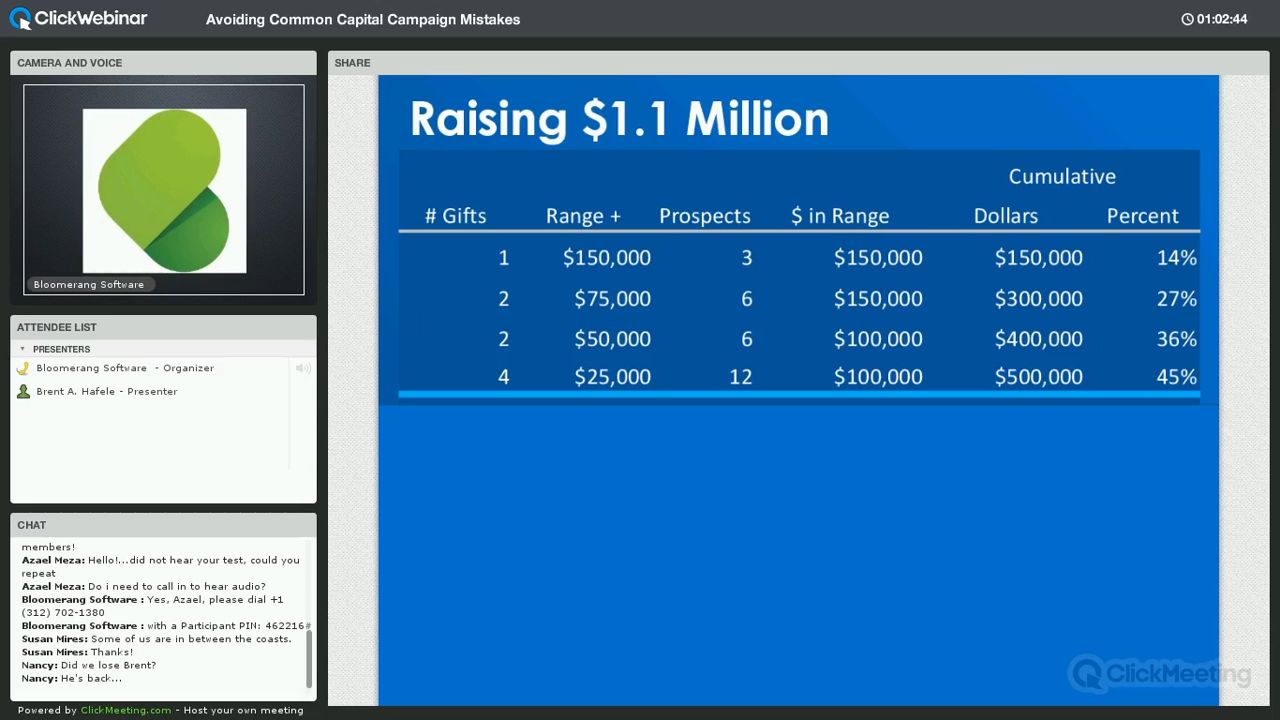 ClickWebinar
Avoiding Common Capital Campaign Mistakes
01:02:44
CAMERA AND VOICE
Bloomerang Software
ATTENDEE LIST
PRESENTERS
Bloomerang Software - Organizer
Brent A. Hafele - Presenter
CHAT
members!
Azael Meza: Hello!...did not hear your test, could you
repeat
Azael Meza: Do i need to call in to hear audio?
Bloomerang Software : Yes, Azael, please dial +1
(312) 702-1380
Bloomerang Software : with a Participant PIN: 462216#
Susan Mires: Some of us are in between the coasts.
Susan Mires: Thanks!
Nancy: Did we lose Brent?
Nancy: He's back...
Powered by ClickMeeting.com - Host your own meeting
SHARE
Raising $1.1 Million
Cumulative
# Gifts Range + Prospects $ in Range Dollars Percent
1 $150,000 3 $150,000 $150,000 14%
2 $75,000 6 $150,000 $300,000 27%
2 $50,000 6 $100,000 $400,000 36%
4 $25,000 12 $100,000 $500,000 45%
ClickMeeting